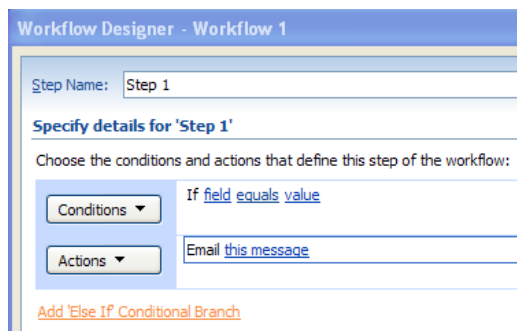 Workflow Designer - Workflow 1
Step Name: Step 1
Specify details for 'Step 1'
Choose the conditions and actions that define this step of the workflow:
Conditions If field equals value
Actions Email this message
Add 'Else If' Conditional Branch